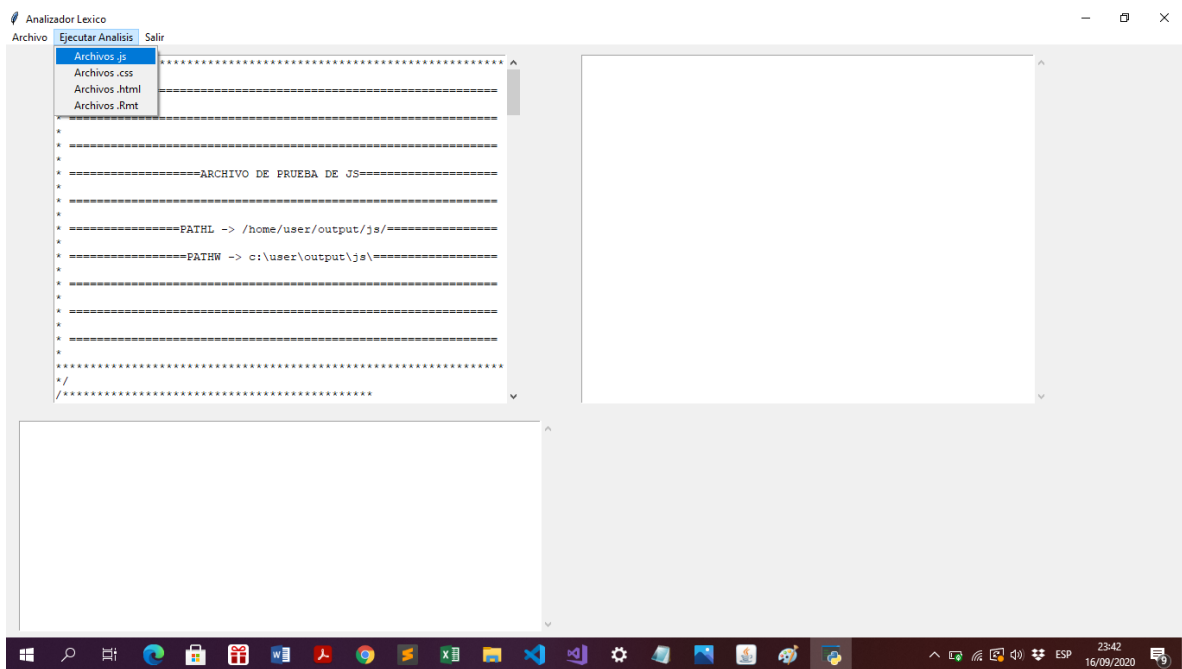 Analizador Lexico
Archivo Ejecutar Analisis Salir
Archivos .js
Archivos .css
Archivos .html
Archivos .Rmt
**************************************************
=================================================
* ==============================================================
*
* ==============================================================
*
* ===================ARCHIVO DE PRUEBA DE JS====================
*
* ==============================================================
*
* ================PATHL -> /home/user/output/js/================
*
* =================PATHW -> c:\user\output\js\==================
*
* ==============================================================
*
* ==============================================================
*
* ==============================================================
*
*****************************************************************
*/
/*********************************************
ESP
23:42
16/09/2020
9